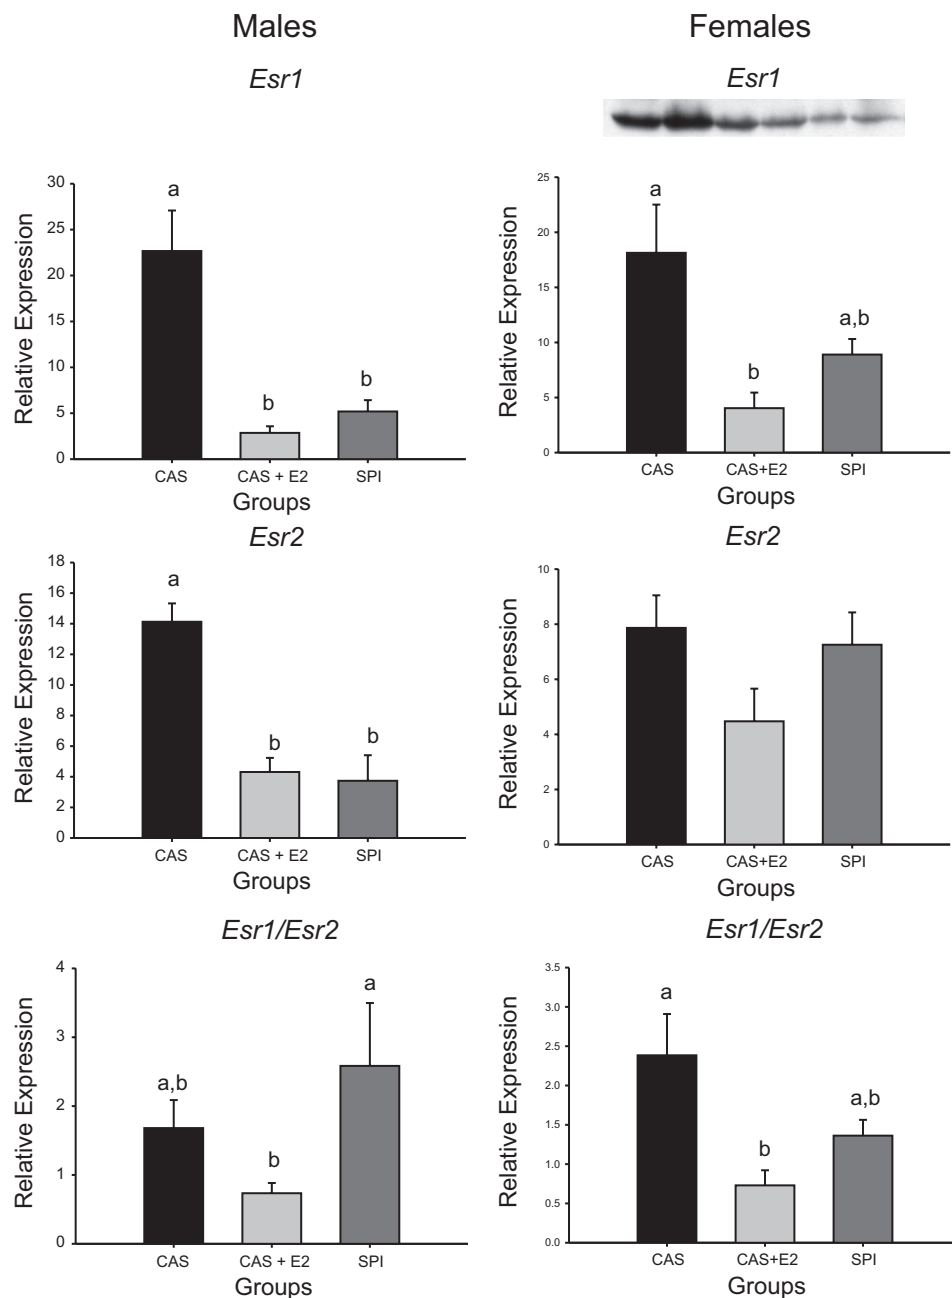 Males
Females
Esr1
Relative Expression
30
25
20
15
10
5
0
a
b
b
CAS
CAS + E2
SPI
Groups
Esr1
Relative Expression
25
20
15
10
5
0
a
b
a,b
CAS
CAS+E2
SPI
Groups
Esr2
Relative Expression
18
16
14
12
10
8
6
4
2
0
a
b
b
CAS
CAS + E2
SPI
Groups
Esr2
Relative Expression
10
8
6
4
2
0
CAS
CAS+E2
SPI
Groups
Esr1/Esr2
Relative Expression
4
3
2
1
0
a,b
b
a
CAS
CAS + E2
SPI
Groups
Esr1/Esr2
Relative Expression
3.5
3.0
2.5
2.0
1.5
1.0
0.5
0.0
a
b
a,b
CAS
CAS+E2
SPI
Groups